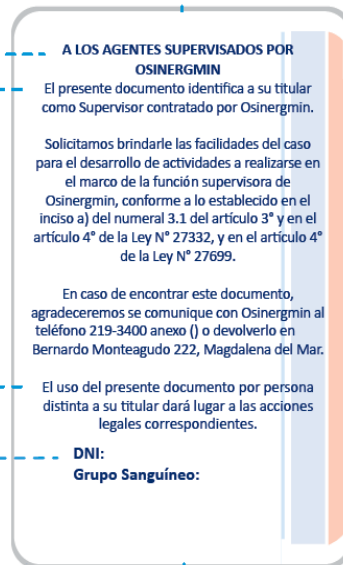 A LOS AGENTES SUPERVISADOS POR
OSINERGMIN
El presente documento identifica a su titular
como Supervisor contratado por Osinergmin.
Solicitamos brindarle las facilidades del caso
para el desarrollo de actividades a realizarse en
el marco de la función supervisora de
Osinergmin, conforme a lo establecido en el
inciso a) del numeral 3.1 del artículo 3° y en el
artículo 4° de la Ley N° 27332, y en el artículo 4°
de la Ley N° 27699.
En caso de encontrar este documento,
agradeceremos se comunique con Osinergmin al
teléfono 219-3400 anexo () o devolverlo en
Bernardo Monteagudo 222, Magdalena del Mar.
El uso del presente documento por persona
distinta a su titular dará lugar a las acciones
legales correspondientes.
DNI:
Grupo Sanguíneo: